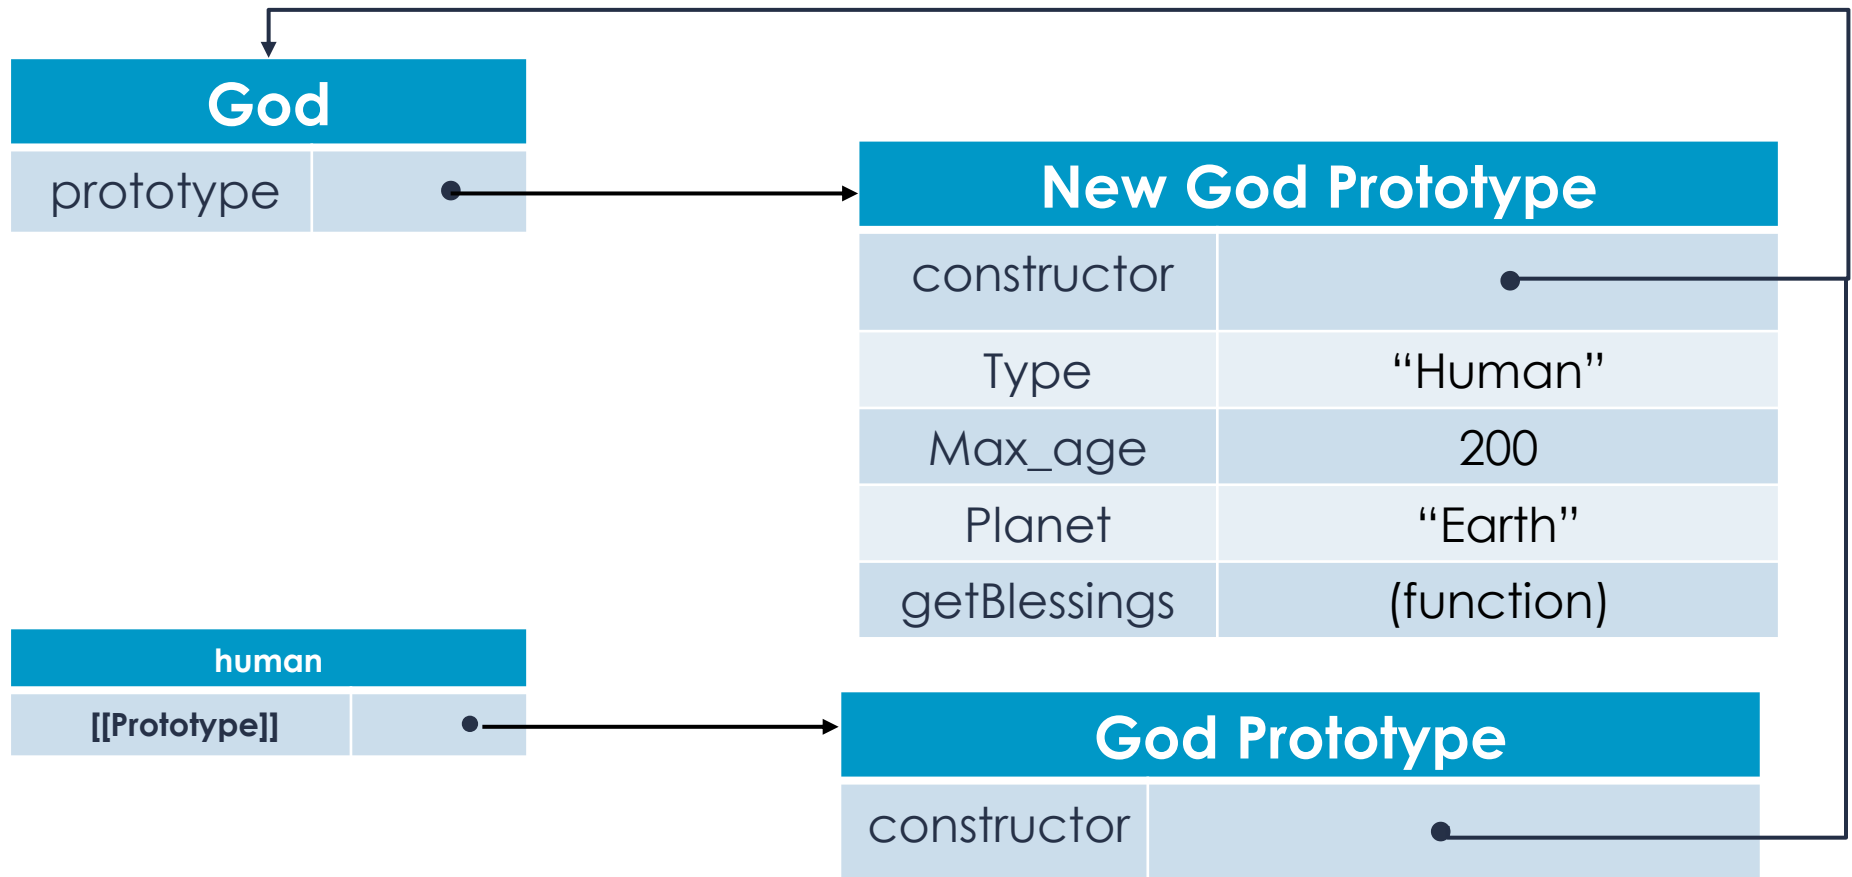 God
prototype
New God Prototype
constructor
Type “Human”
Max_age 200
Planet “Earth”
getBlessings (function)
human
[[Prototype]]
God Prototype
constructor